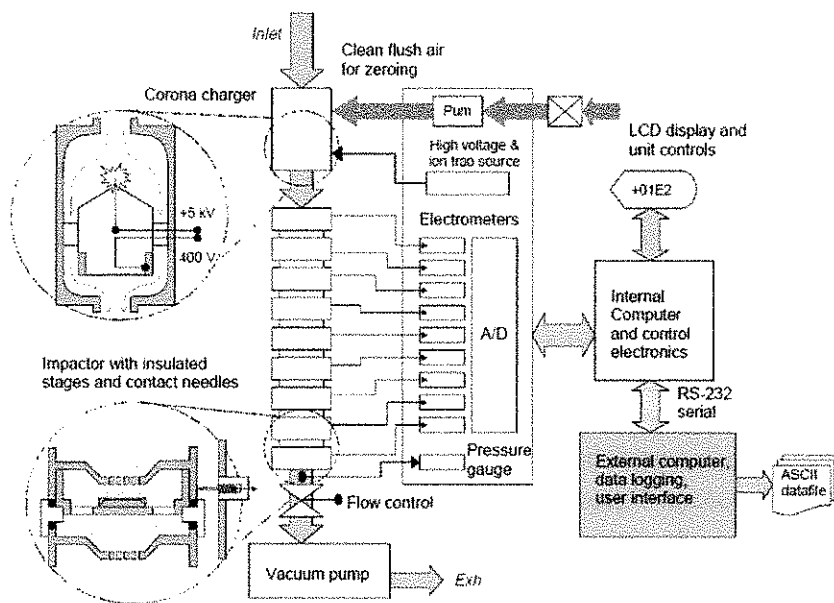 Inlet
Clean flush air
for zeroing
Corona charger
Pum
LCD display and
unit controls
High voltage &
ion trap source
+01E2
+5 kV
400 V
Electrometers
A/D
Internal
Computer
and control
electronics
Impactor with insulated
stages and contact needles
RS-232
serial
Pressure
gauge
External computer,
data logging,
user interface
ASCII
datafile
Flow control
Vacuum pump
Exh